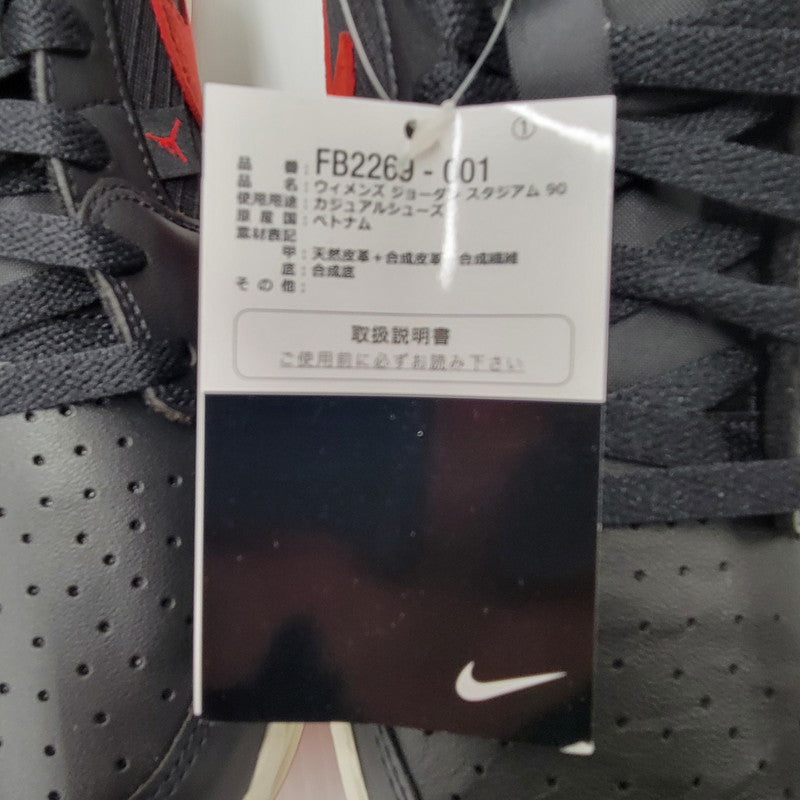 ①
品 番 : FB2269 - 001
品 名 : ウィメンズ ジョーダン スタジアム 90
使用用途 : カジュアルシューズ
原 産 国 : ベトナム
素材表記
甲 : 天然皮革+合成皮革+合成繊維
底 : 合成底
そ の 他 :
取扱説明書
ご使用前に必ずお読み下さい